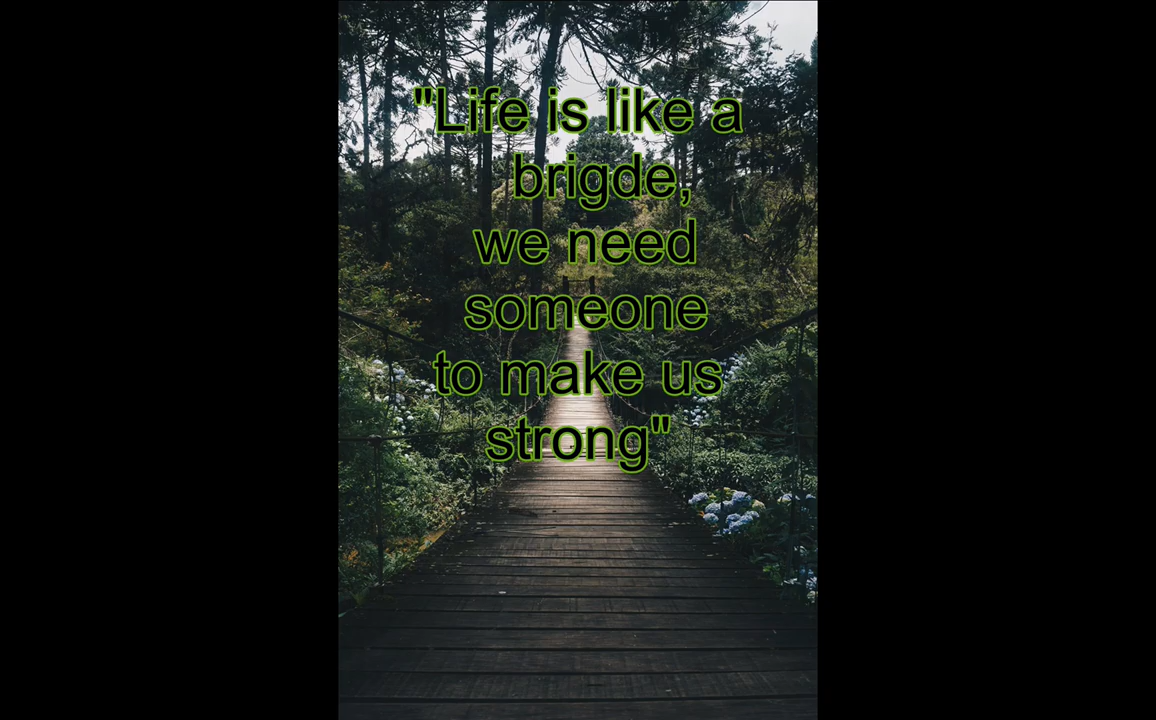 "Life is like a
brigde,
we need
someone
to make us
strong"